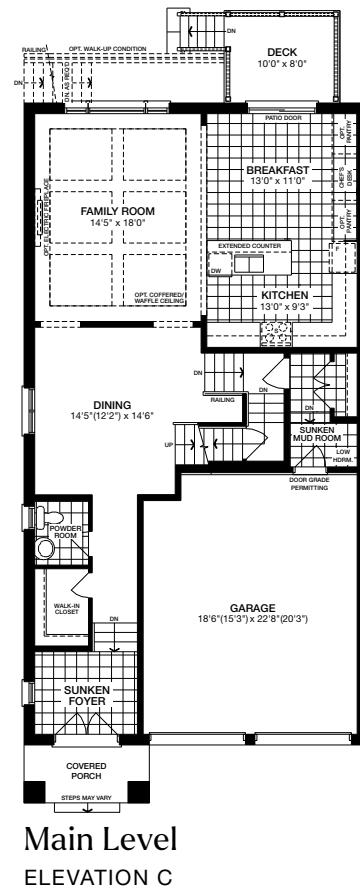 RAILING
OPT. WALK-UP CONDITION
DN
DN
DN. AS REQ'D
DECK
10'0" x 8'0"
PATIO DOOR
OPT.
PANTRY
BREAKFAST
13'0" x 11'0"
CHEF'S
DESK
FAMILY ROOM
14'5" x 18'0"
OPT. ELECTRIC FIREPLACE
OPT.
PANTRY
EXTENDED COUNTER
F
DW
OPT. COFFERED/
WAFFLE CEILING
KITCHEN
13'0" x 9'3"
S
DN
DINING
14'5"(12'2") x 14'6"
RAILING
DN
UP
SUNKEN
MUD ROOM
LOW
HDRM.
DOOR GRADE
PERMITTING
POWDER
ROOM
WALK-IN
CLOSET
GARAGE
18'6"(15'3") x 22'8"(20'3")
DN
SUNKEN
FOYER
COVERED
PORCH
STEPS MAY VARY
Main Level
ELEVATION C